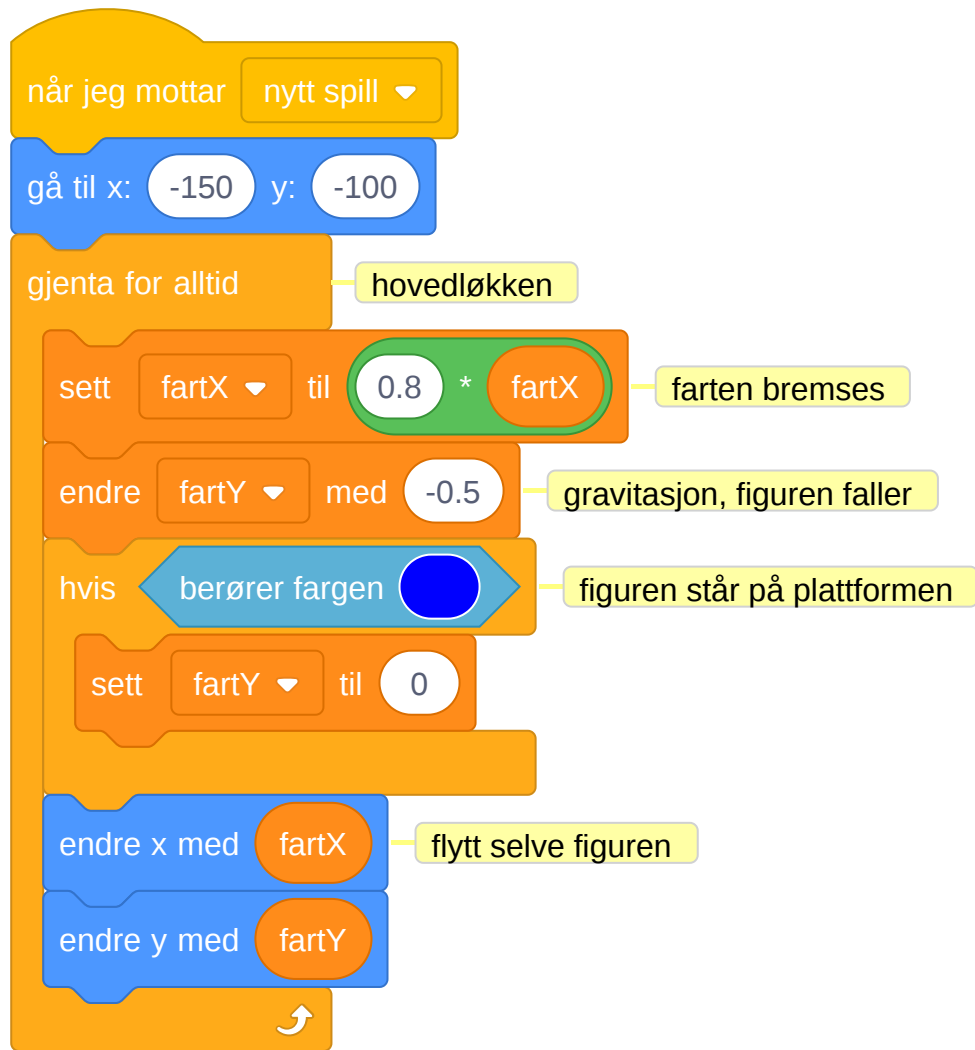 når jeg mottar nytt spill
gå til x: -150 y: -100
gjenta for alltid hovedløkken
sett fartX til 0.8 * fartX farten bremses
endre fartY med -0.5 gravitasjon, figuren faller
hvis berører fargen figuren står på plattformen
sett fartY til 0
endre x med fartX flytt selve figuren
endre y med fartY